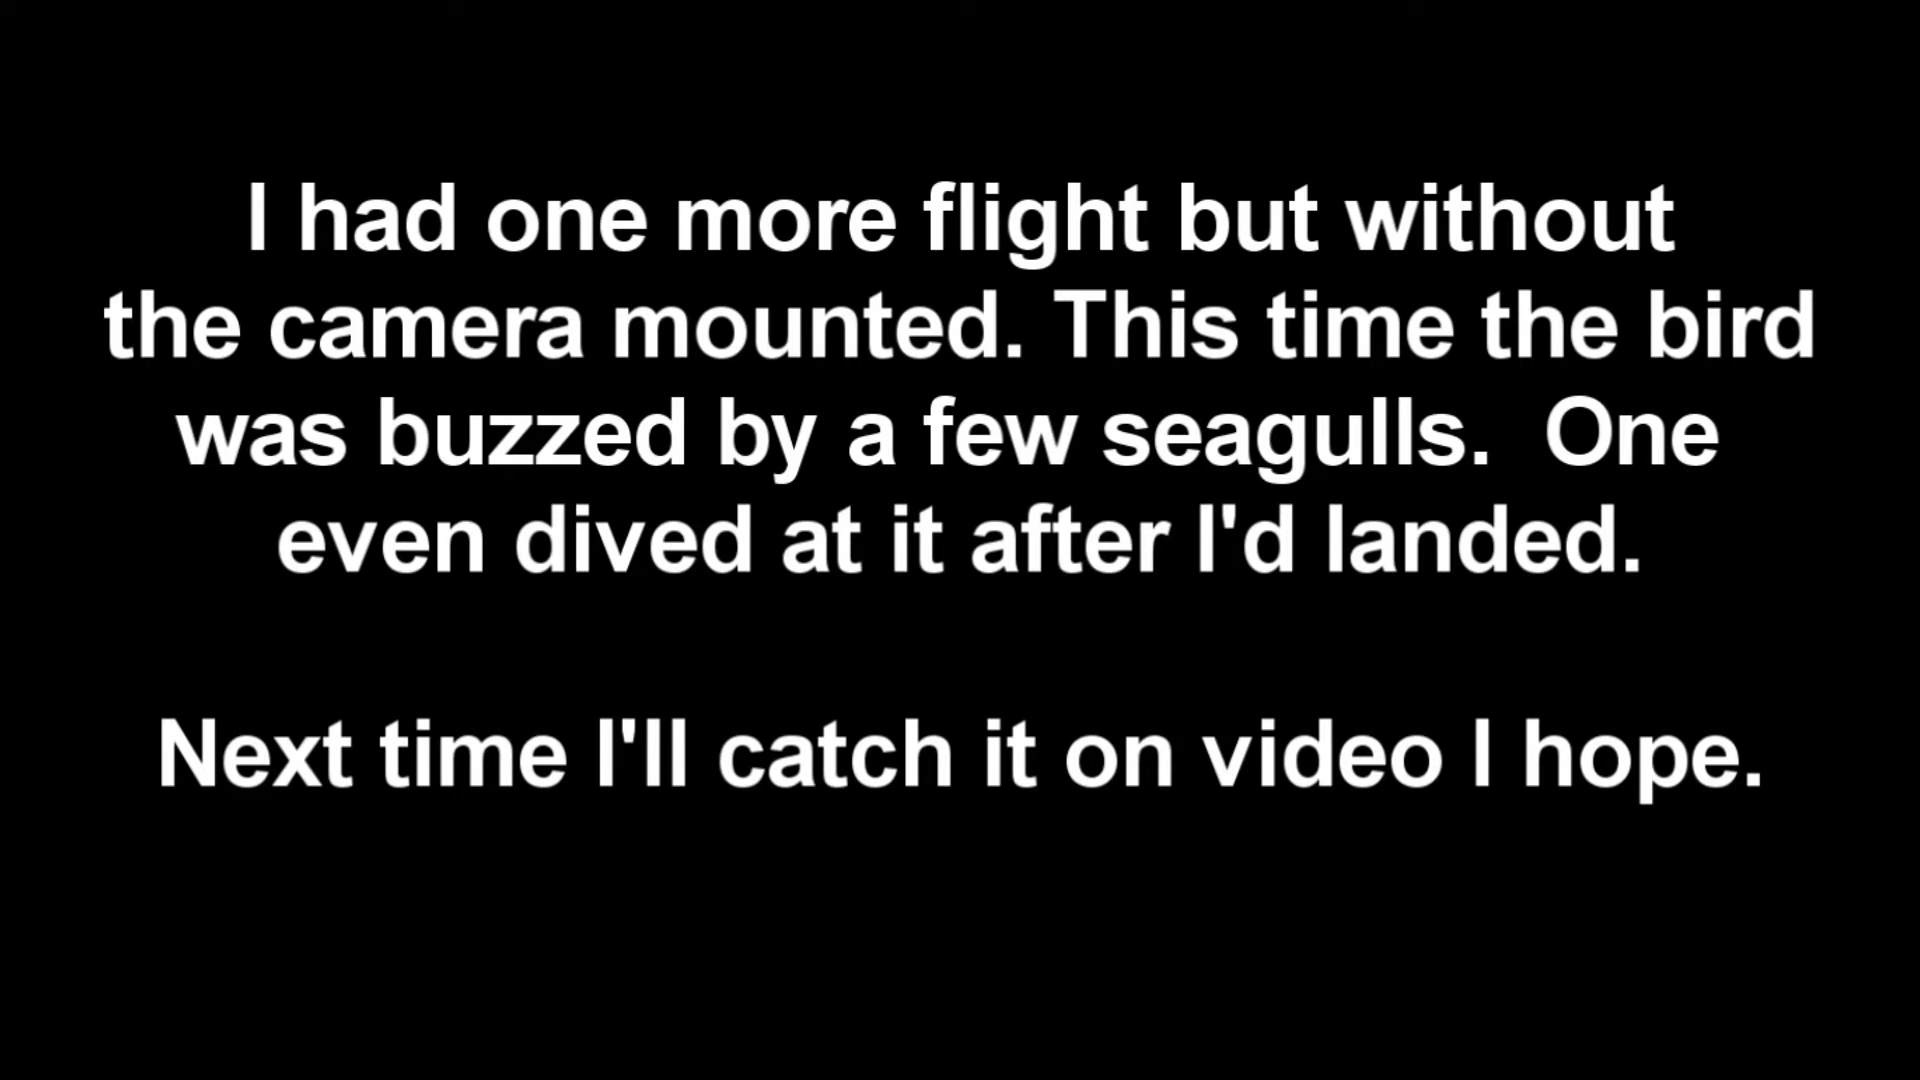 I had one more flight but without
the camera mounted. This time the bird
was buzzed by a few seagulls.  One
even dived at it after I'd landed.
Next time I'll catch it on video I hope.